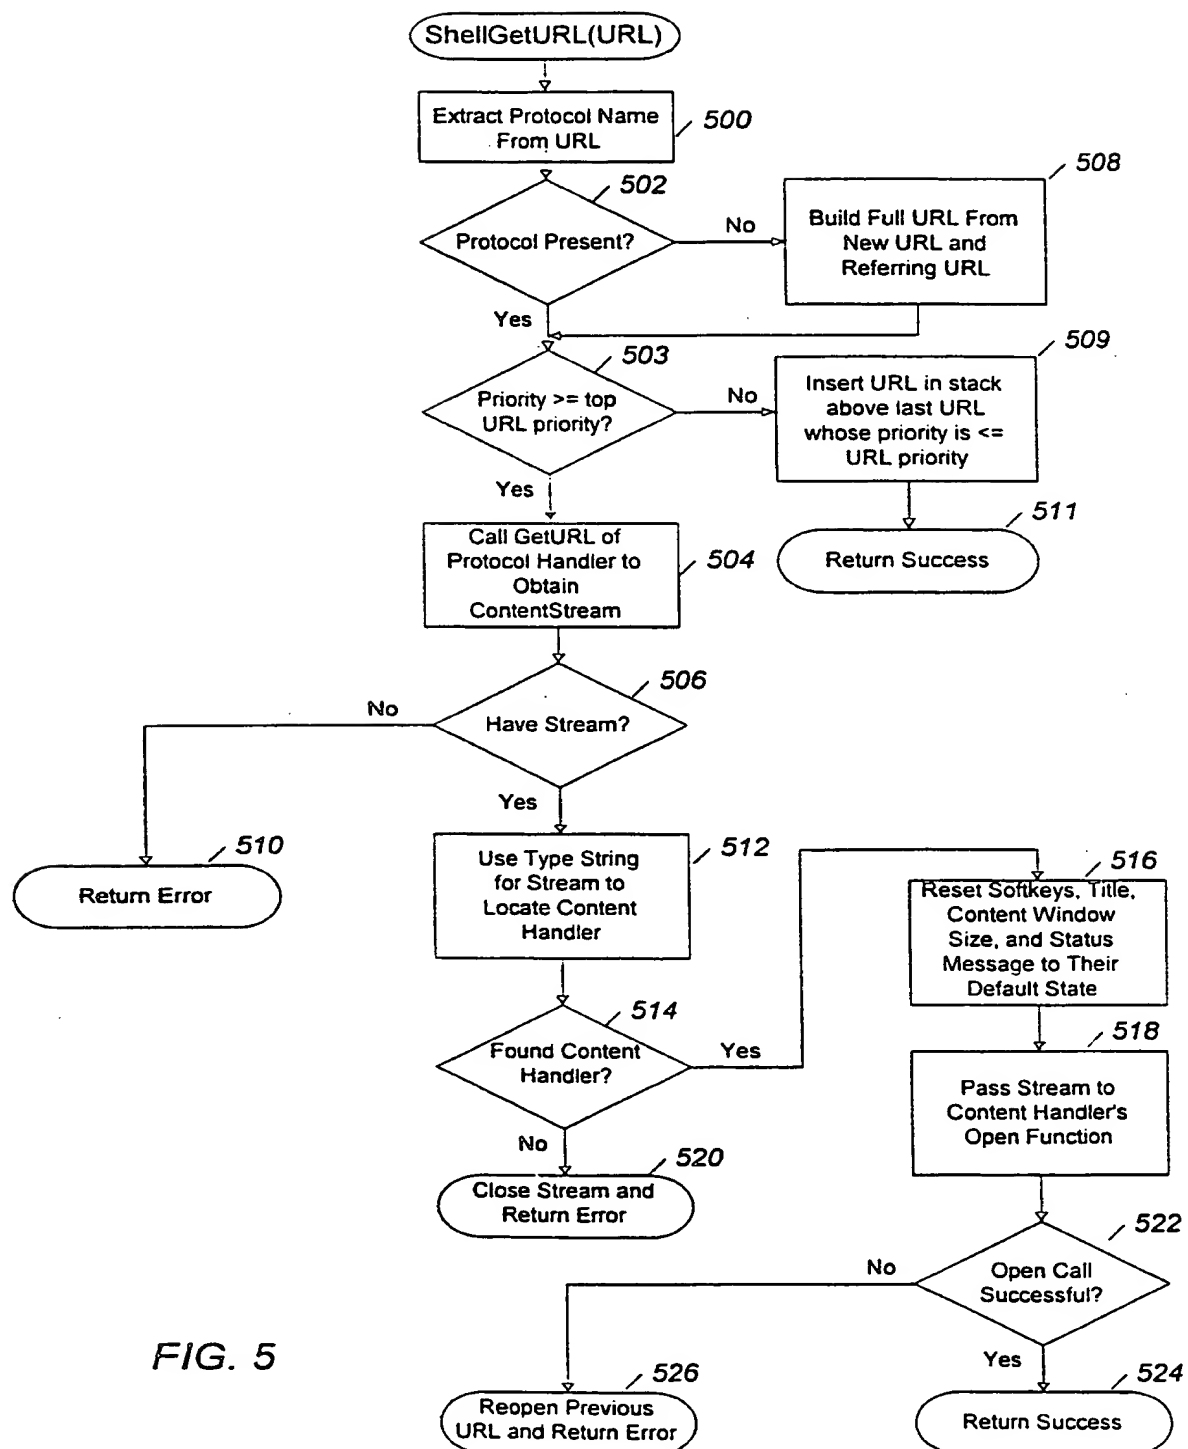 ShellGetURL(URL)
Extract Protocol Name
From URL
500
502
Protocol Present?
No
508
Build Full URL From
New URL and
Referring URL
Yes
503
Priority >= top
URL priority?
No
509
Insert URL in stack
above last URL
whose priority is <=
URL priority
Yes
511
Return Success
Call GetURL of
Protocol Handler to
Obtain
ContentStream
504
506
Have Stream?
No
Yes
510
Return Error
512
Use Type String
for Stream to
Locate Content
Handler
516
Reset Softkeys, Title,
Content Window
Size, and Status
Message to Their
Default State
514
Found Content
Handler?
Yes
No
518
Pass Stream to
Content Handler's
Open Function
520
Close Stream and
Return Error
522
Open Call
Successful?
No
Yes
FIG. 5
526
Reopen Previous
URL and Return Error
524
Return Success